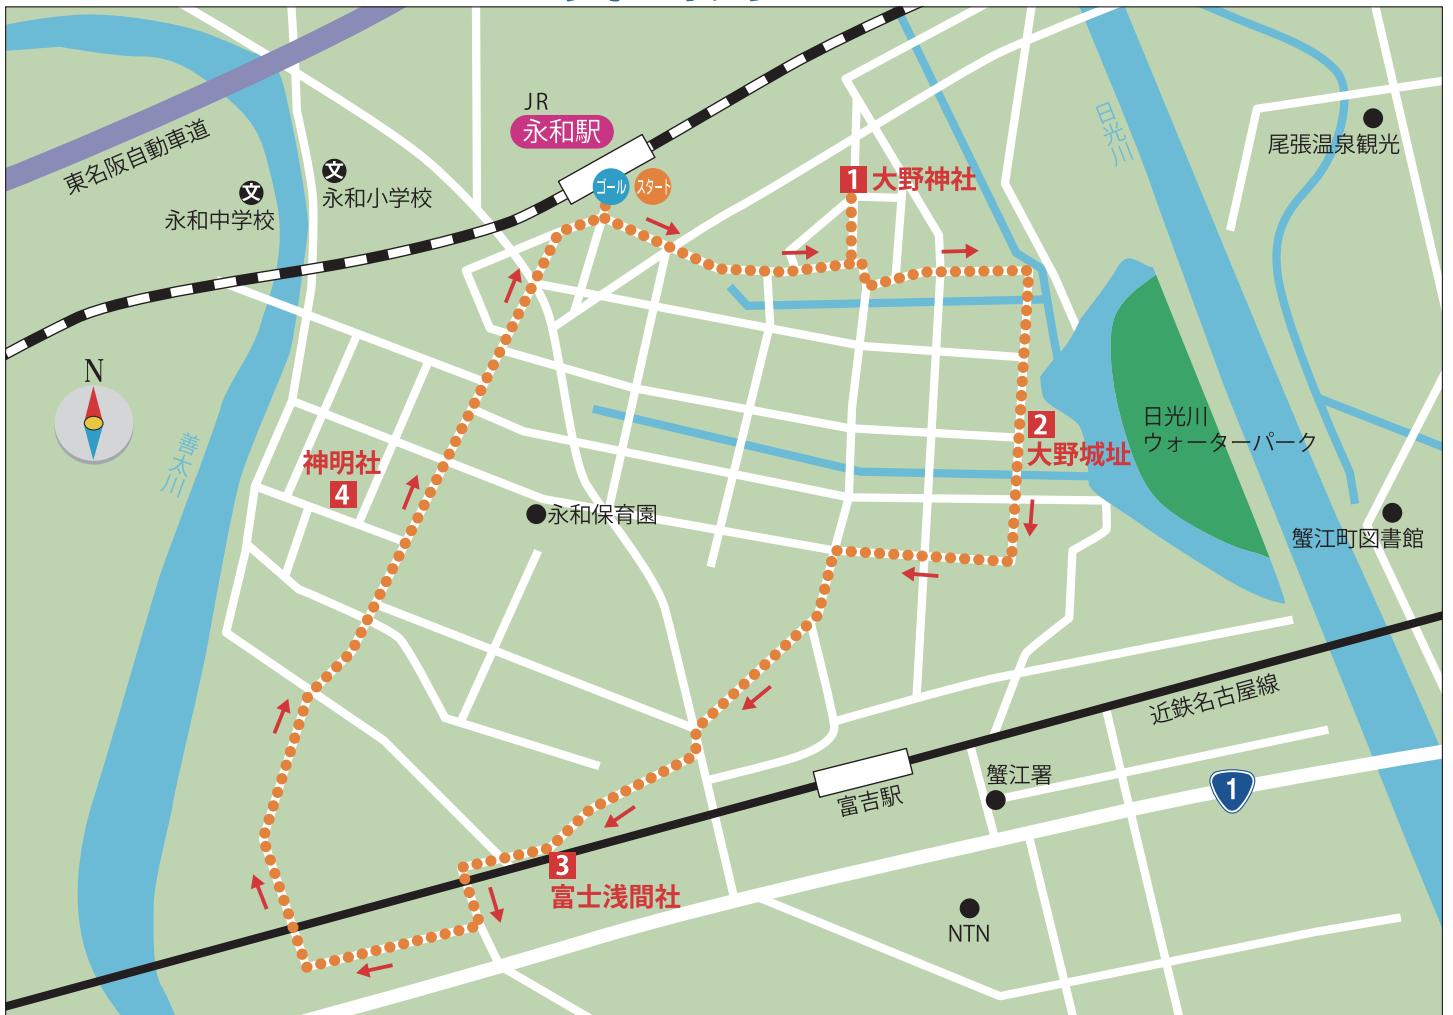 東名阪自動車道
JR
永和駅
ゴール
スタート
文
永和小学校
文
永和中学校
1 大野神社
日光川
尾張温泉観光
N
善太川
神明社
4
永和保育園
2
大野城址
日光川
ウォーターパーク
蟹江町図書館
近鉄名古屋線
富吉駅
蟹江署
1
3
富士浅間社
NTN